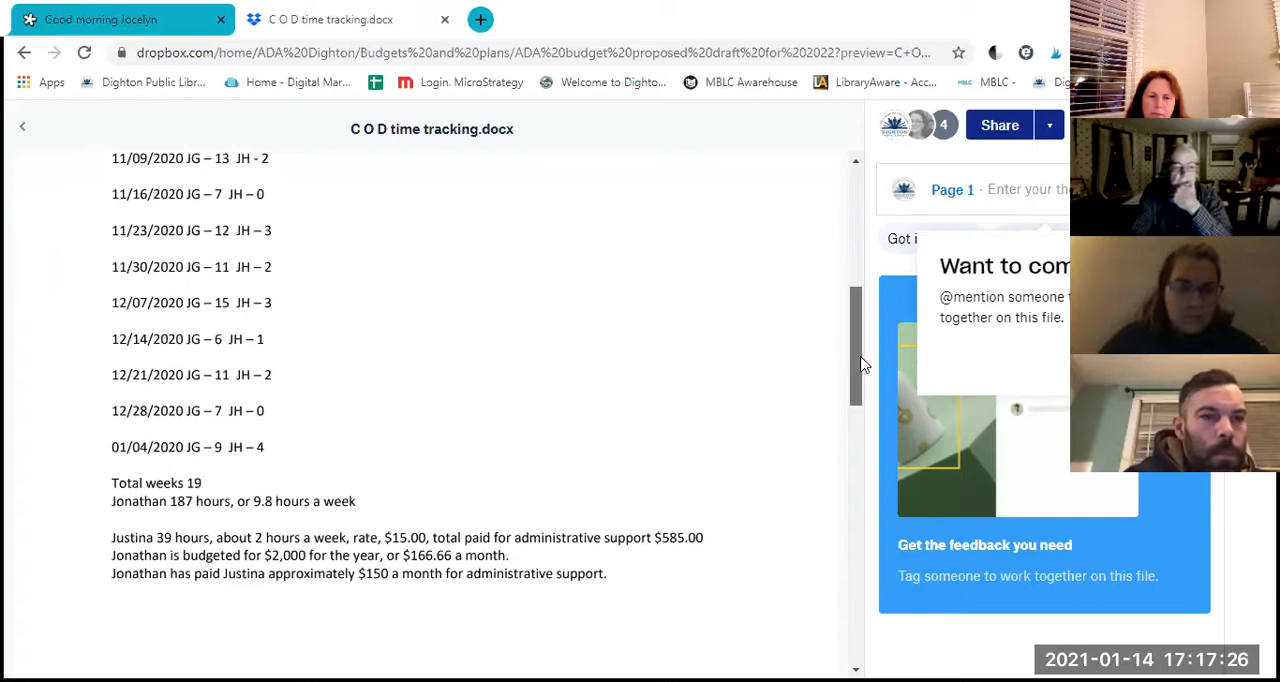 Good morning Jocelyn
C O D time tracking.docx
dropbox.com/home/ADA%20Dighton/Budgets%20and%20plans/ADA%20budget%20proposed%20draft%20for%202022?preview=C+O...
Apps
Dighton Public Libr...
Home - Digital Mar...
Login. MicroStrategy
Welcome to Dighto...
MBLC Awarehouse
LibraryAware - Acc...
MBLC -
Dig
C O D time tracking.docx
4
Share
11/09/2020 JG – 13 JH - 2
11/16/2020 JG – 7 JH – 0
11/23/2020 JG – 12 JH – 3
11/30/2020 JG – 11 JH – 2
12/07/2020 JG – 15 JH – 3
12/14/2020 JG – 6 JH – 1
12/21/2020 JG – 11 JH – 2
12/28/2020 JG – 7 JH – 0
01/04/2020 JG – 9 JH – 4
Total weeks 19
Jonathan 187 hours, or 9.8 hours a week
Justina 39 hours, about 2 hours a week, rate, $15.00, total paid for administrative support $585.00
Jonathan is budgeted for $2,000 for the year, or $166.66 a month.
Jonathan has paid Justina approximately $150 a month for administrative support.
Page 1 · Enter your th
Got i
Want to com
@mention someone t
together on this file.
Get the feedback you need
Tag someone to work together on this file.
2021-01-14 17:17:26